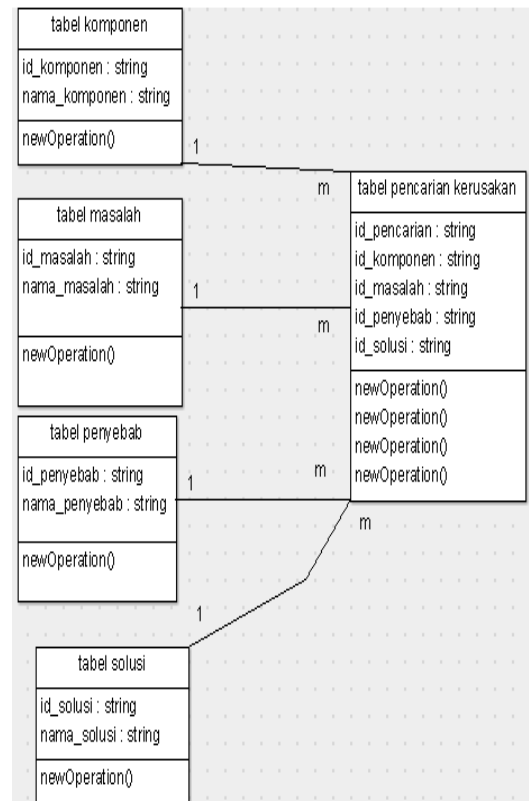 tabel komponen
id_komponen : string
nama_komponen : string
newOperation()
1
m
tabel pencarian kerusakan
id_pencarian : string
id_komponen : string
id_masalah : string
id_penyebab : string
id_solusi : string
newOperation()
newOperation()
newOperation()
newOperation()
tabel masalah
id_masalah : string
nama_masalah : string
newOperation()
1
m
tabel penyebab
id_penyebab : string
nama_penyebab : string
newOperation()
1
m
m
1
tabel solusi
id_solusi : string
nama_solusi : string
newOperation()